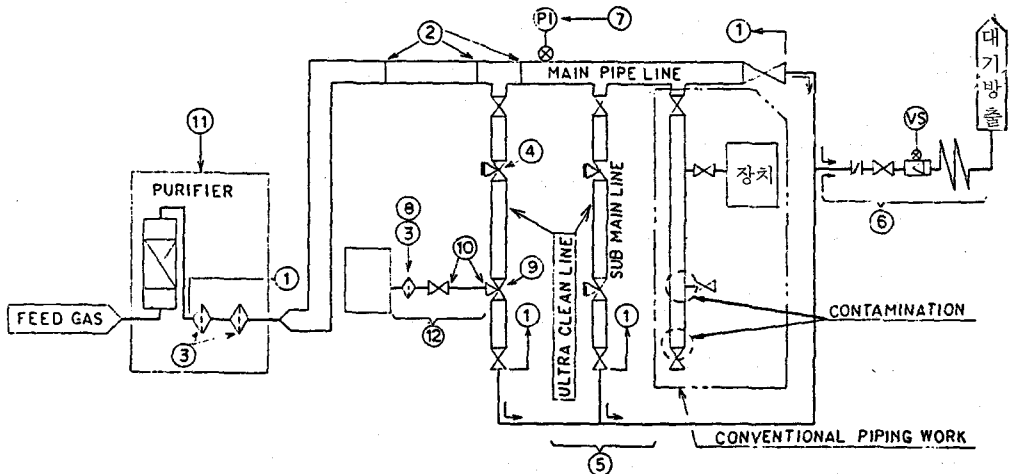 PI
⑦
①
②
대기방출
MAIN PIPE LINE
⑪
VS
④
PURIFIER
장치
⑧
③
⑩
⑨
⑥
SUB MAIN LINE
ULTRA CLEAN LINE
①
FEED GAS
③
⑫
①
①
CONTAMINATION
CONVENTIONAL PIPING WORK
⑤